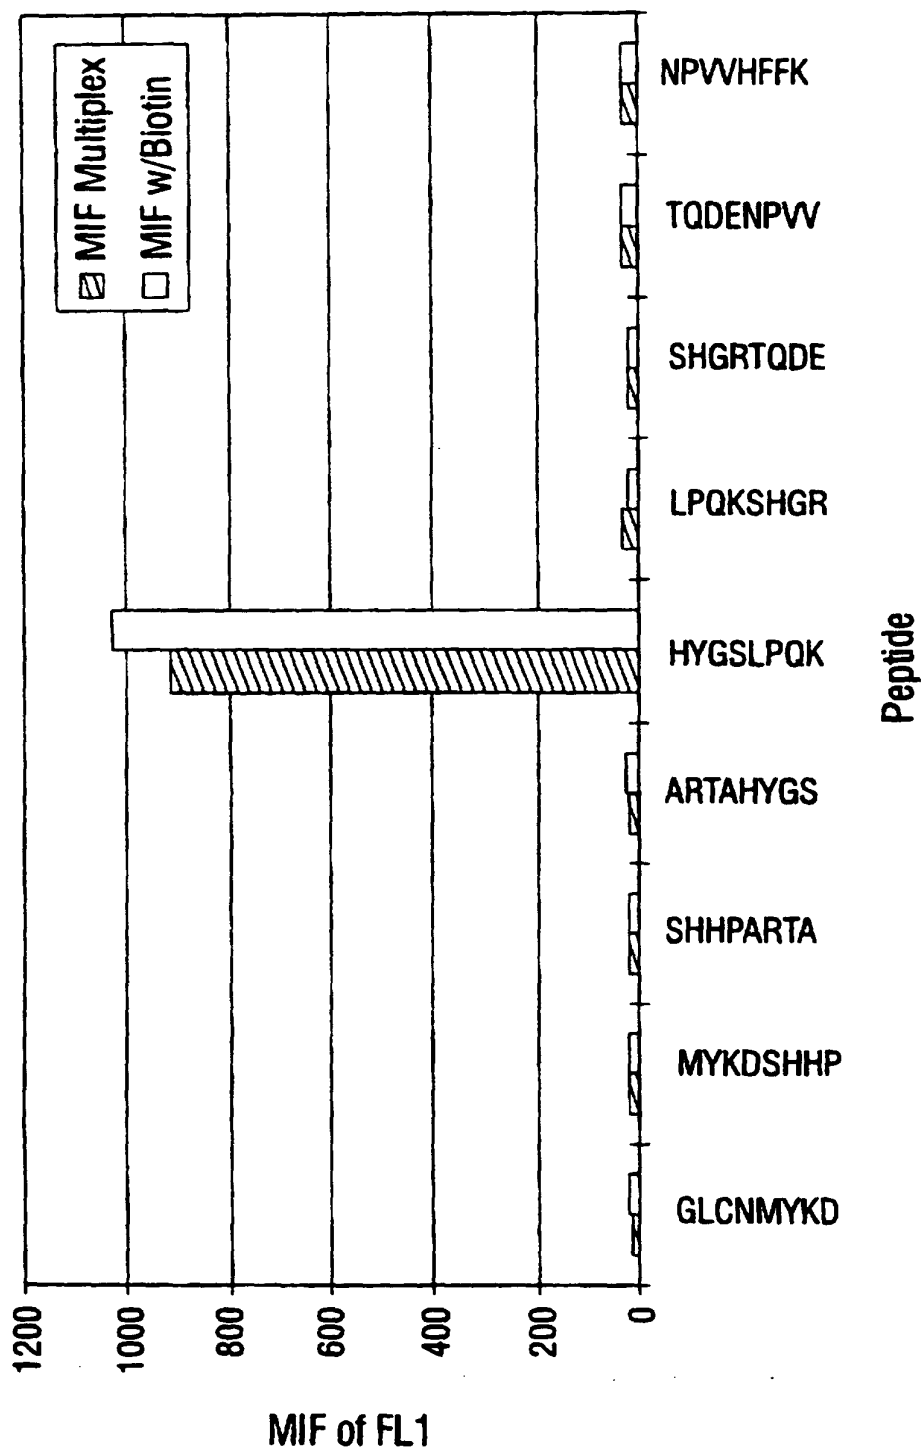 MIF Multiplex
MIF w/Biotin
1200
1000
800
600
400
200
0
MIF of FL1
GLCNMYKD
MYKDSHHP
SHHPARTA
ARTAHYGS
HYGSLPQK
LPQKSHGR
SHGRTQDE
TQDENPVV
NPVVHFFK
Peptide